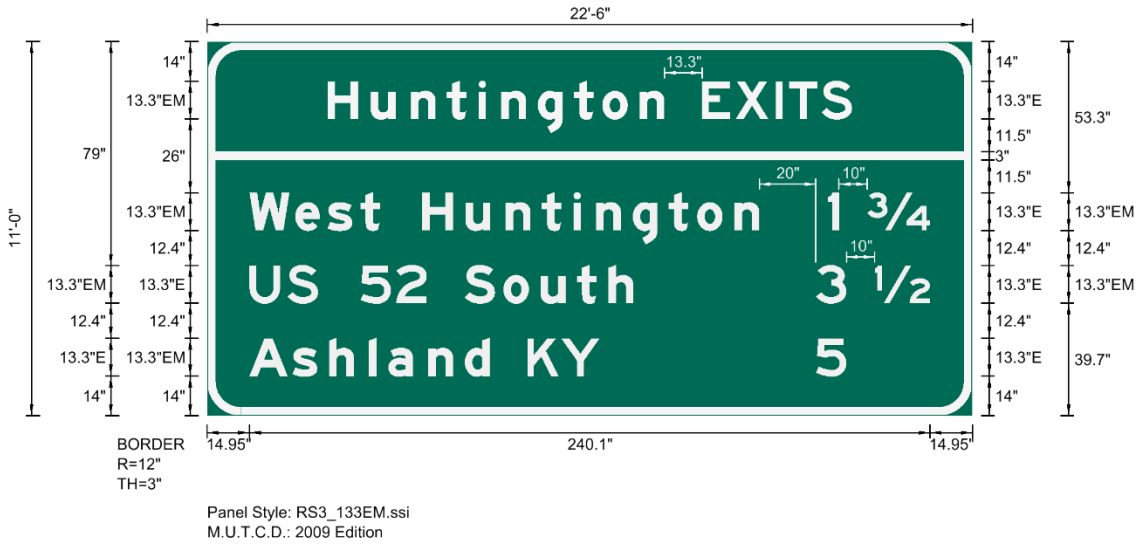 22'-6"
14" 13.3" 14"
13.3"EM Huntington EXITS 13.3"E
11.5" 53.3"
79" 26" 3"
20" 10" 11.5"
13.3"EM West Huntington 1 3/4 13.3"E 13.3"EM
11'-0"
12.4" 10" 12.4" 12.4"
13.3"EM 13.3"E US 52 South 3 1/2 13.3"E 13.3"EM
12.4" 12.4" 12.4"
13.3"E 13.3"EM Ashland KY 5 13.3"E 39.7"
14" 14" 14"
BORDER 14.95" 240.1" 14.95"
R=12"
TH=3"
Panel Style: RS3_133EM.ssi
M.U.T.C.D.: 2009 Edition